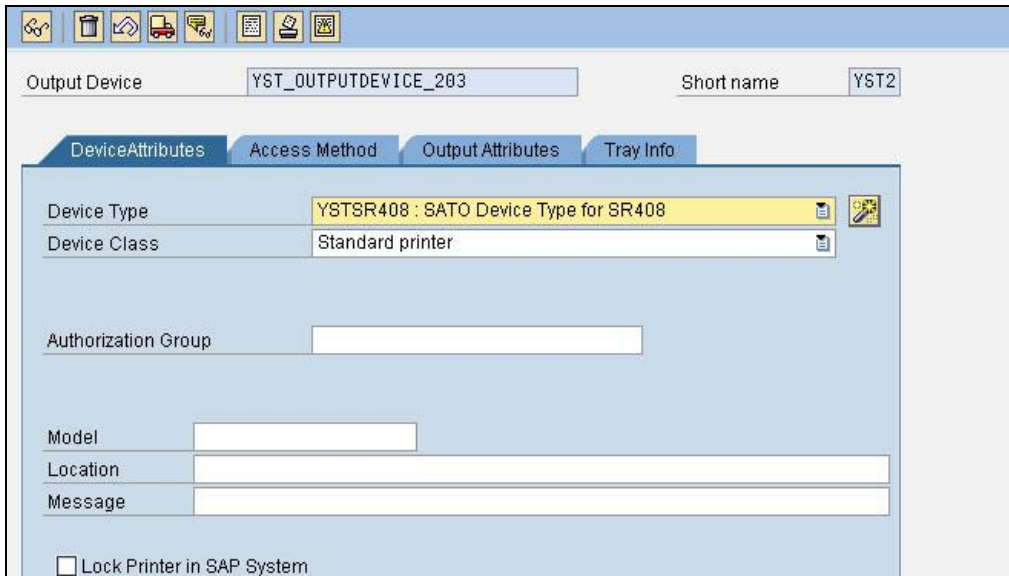 Output Device YST_OUTPUTDEVICE_203 Short name YST2
DeviceAttributes Access Method Output Attributes Tray Info
Device Type YSTSR408 : SATO Device Type for SR408
Device Class Standard printer
Authorization Group
Model
Location
Message
Lock Printer in SAP System